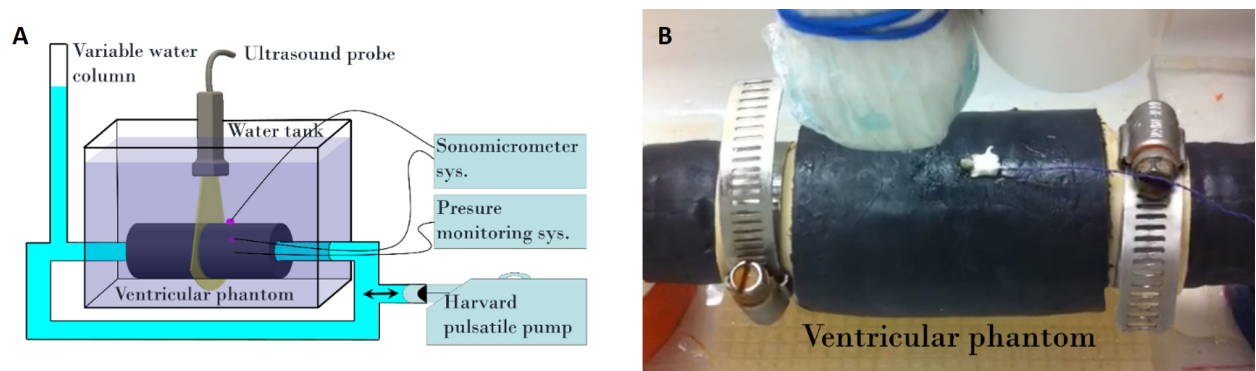 A
Variable water
column
Ultrasound probe
Water tank
Sonomicrometer
sys.
Presure
monitoring sys.
Ventricular phantom
Harvard
pulsatile pump
B
Ventricular phantom